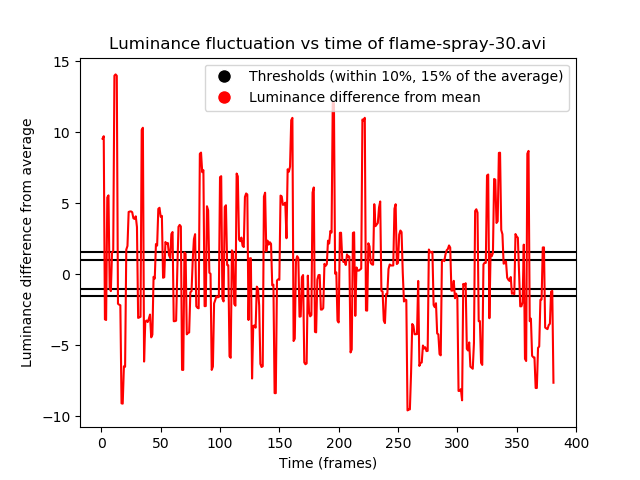 Luminance fluctuation vs time of flame-spray-30.avi
Thresholds (within 10%, 15% of the average)
Luminance difference from mean
Luminance difference from average
15
10
5
0
−5
−10
0 50 100 150 200 250 300 350 400
Time (frames)